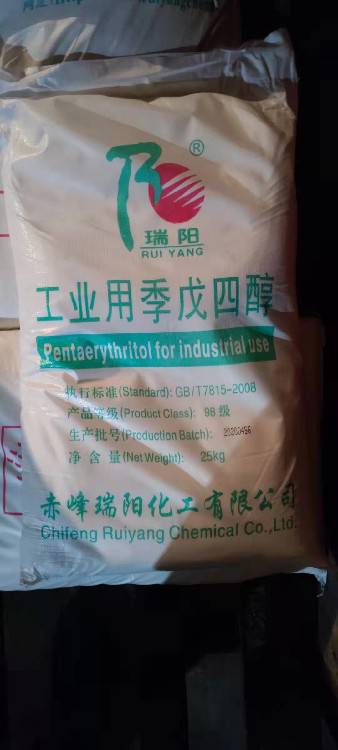 ®
瑞阳
RUI YANG
工业用季戊四醇
Pentaerythritol for industrial use
执行标准(Standard): GB/T7815-2008
产品等级(Product Class): 98 级
生产批号(Production Batch):
净 含 量(Net Weight): 25kg
赤峰瑞阳化工有限公司
Chifeng Ruiyang Chemical Co.,Ltd.